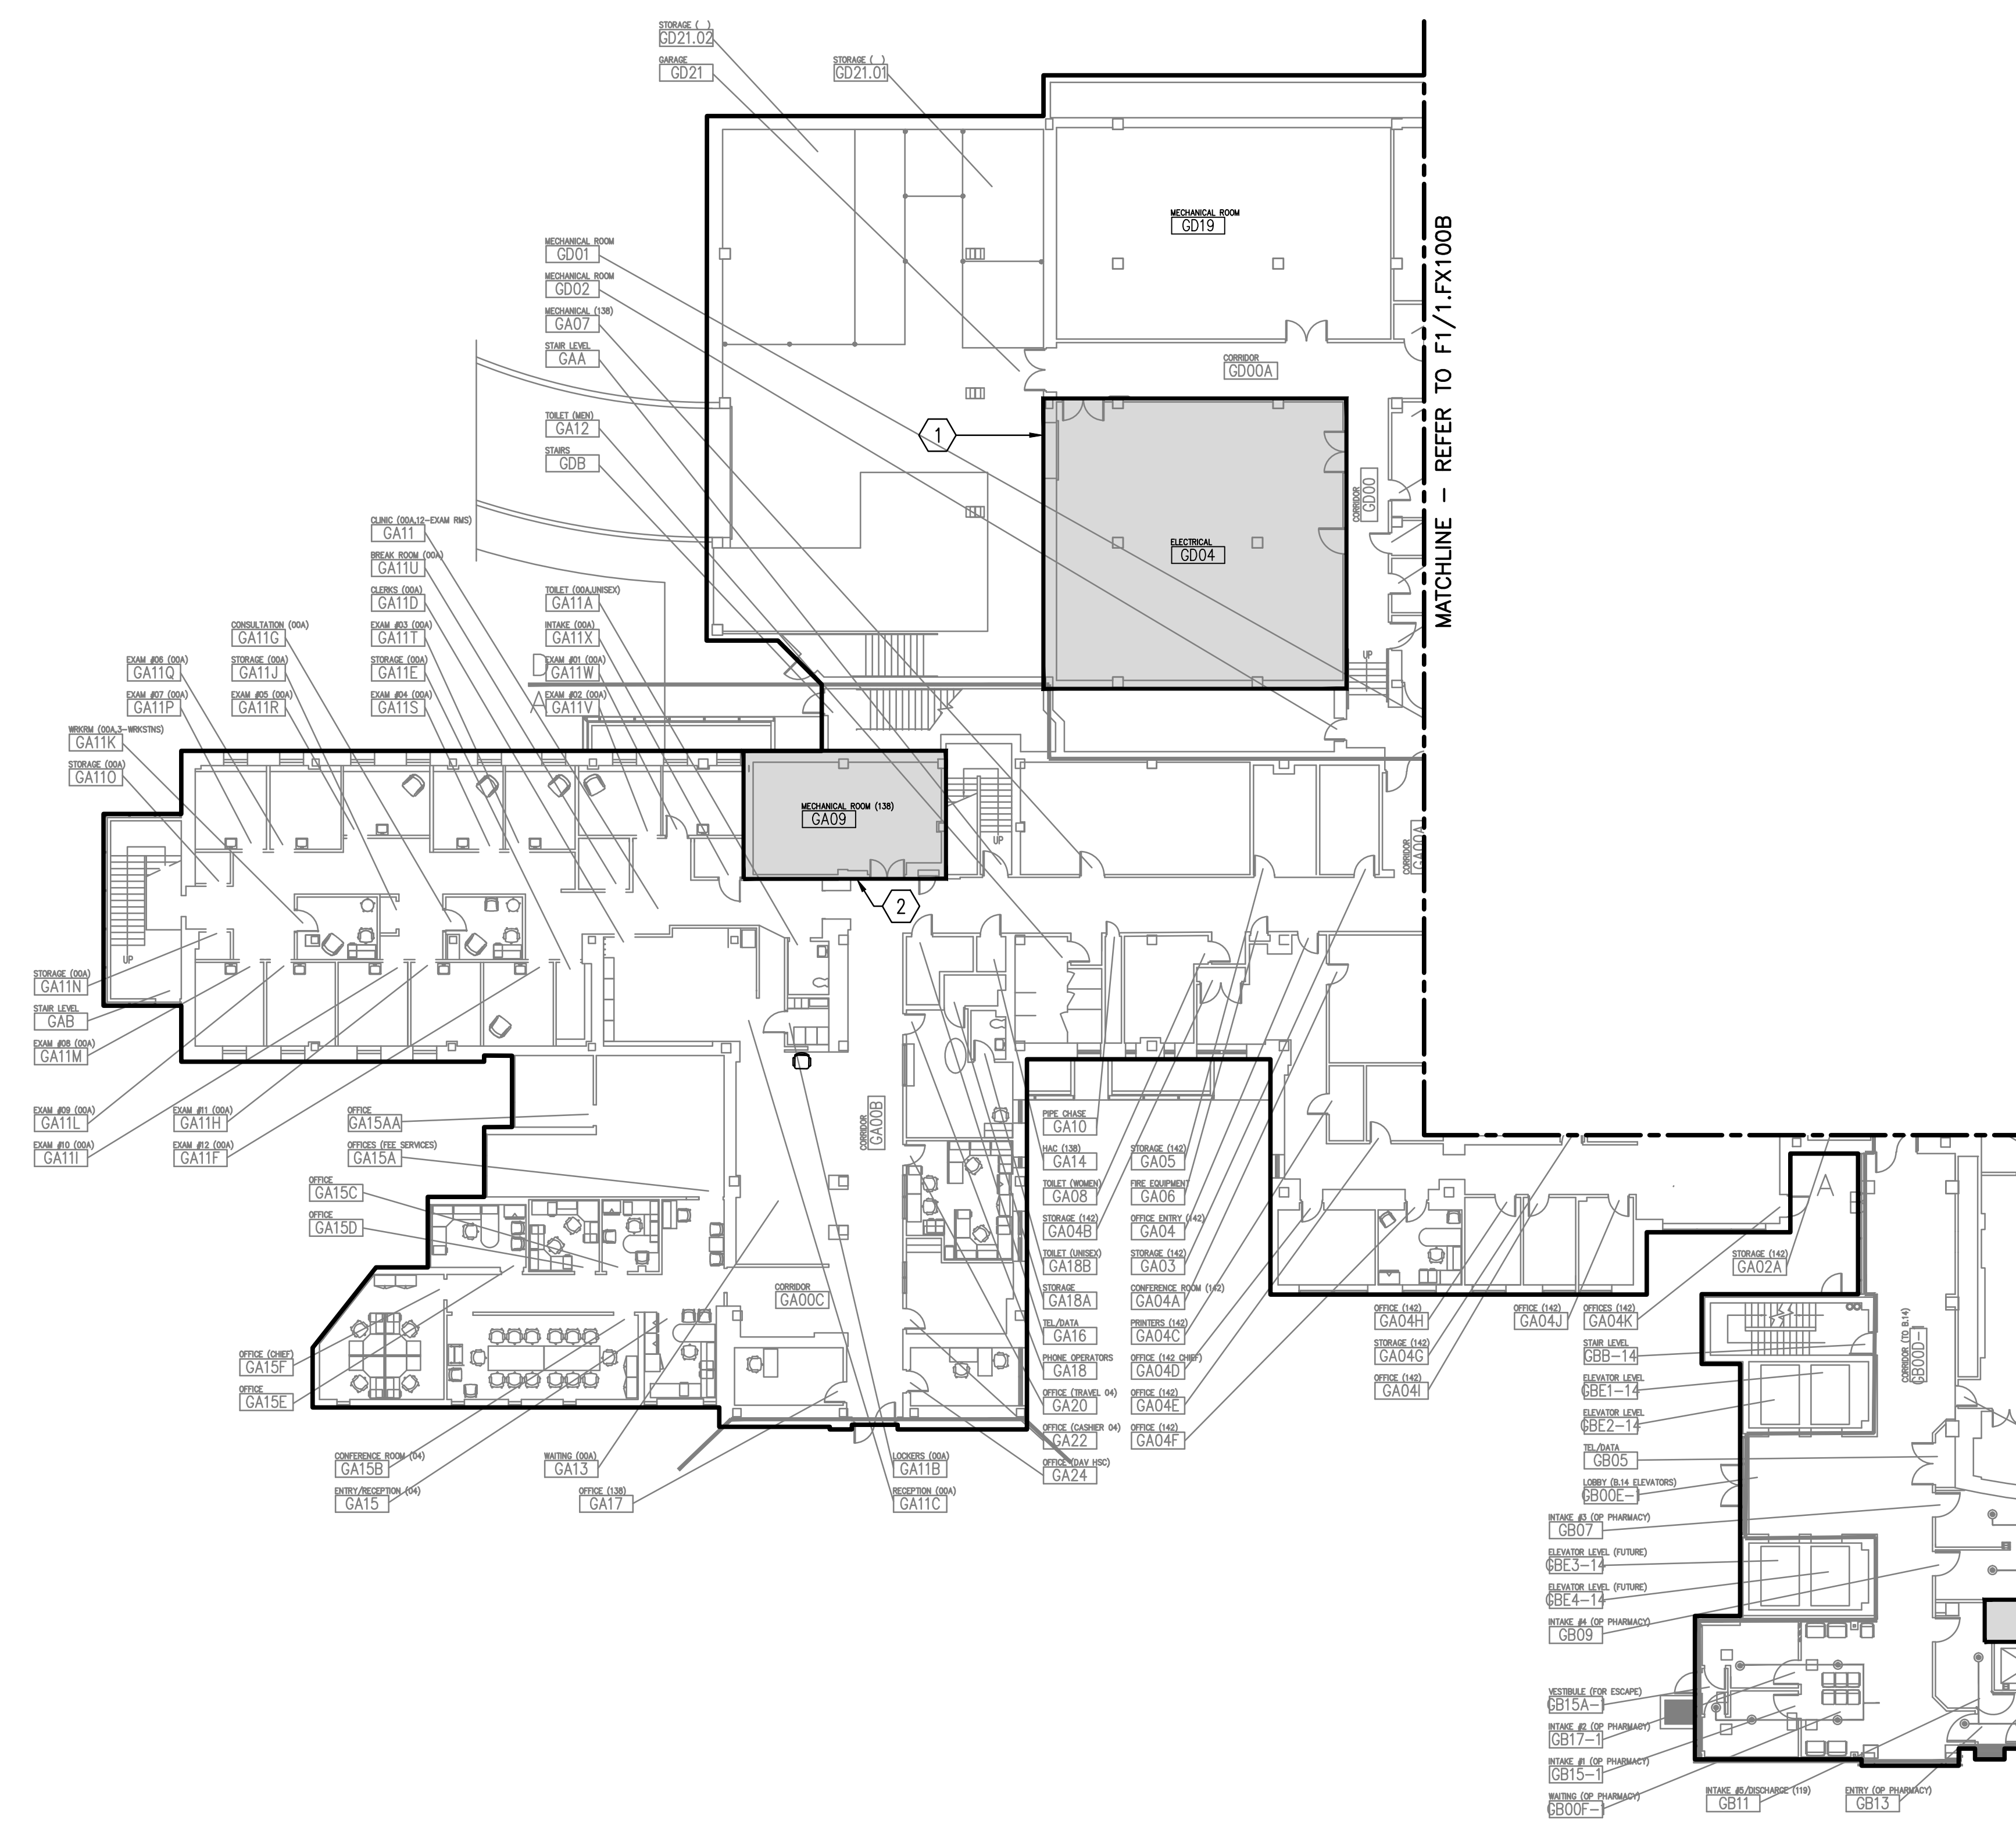 STORAGE (  )
GD21.02
GARAGE
GD21
STORAGE (  )
GD21.01
MECHANICAL ROOM
GD19
MATCHLINE - REFER TO F1/1.FX100B
MECHANICAL ROOM
GD01
MECHANICAL ROOM
GD02
MECHANICAL (138)
GA07
STAIR LEVEL
GAA
TOILET (MEN)
GA12
STAIRS
GDB
CORRIDOR
GD00A
1
CORRIDOR
GD00
ELECTRICAL
GD04
UP
CLINIC (00A,12-EXAM RMS)
GA11
BREAK ROOM (00A)
GA11U
CLERKS (00A)
GA11D
EXAM #03 (00A)
GA11T
STORAGE (00A)
GA11E
EXAM #04 (00A)
GA11S
TOILET (00A,UNISEX)
GA11A
INTAKE (00A)
GA11X
EXAM #01 (00A)
GA11W
EXAM #02 (00A)
GA11V
D
A
CONSULTATION (00A)
GA11G
STORAGE (00A)
GA11J
EXAM #05 (00A)
GA11R
EXAM #06 (00A)
GA11Q
EXAM #07 (00A)
GA11P
WRKRM (00A,3-WRKSTNS)
GA11K
STORAGE (00A)
GA11O
MECHANICAL ROOM (138)
GA09
UP
CORRIDOR
GA00A
2
UP
STORAGE (00A)
GA11N
STAIR LEVEL
GAB
EXAM #08 (00A)
GA11M
EXAM #09 (00A)
GA11L
EXAM #10 (00A)
GA11I
EXAM #11 (00A)
GA11H
EXAM #12 (00A)
GA11F
OFFICE
GA15AA
OFFICES (FEE SERVICES)
GA15A
OFFICE
GA15C
OFFICE
GA15D
CORRIDOR
GA00B
CORRIDOR
GA00C
OFFICE (CHIEF)
GA15F
OFFICE
GA15E
CONFERENCE ROOM (04)
GA15B
ENTRY/RECEPTION (04)
GA15
WAITING (00A)
GA13
OFFICE (138)
GA17
LOCKERS (00A)
GA11B
RECEPTION (00A)
GA11C
PIPE CHASE
GA10
HAC (138)
GA14
TOILET (WOMEN)
GA08
STORAGE (142)
GA04B
TOILET (UNISEX)
GA18B
STORAGE
GA18A
TEL/DATA
GA16
PHONE OPERATORS
GA18
OFFICE (TRAVEL 04)
GA20
OFFICE (CASHIER 04)
GA22
OFFICE (DAV HSC)
GA24
STORAGE (142)
GA05
FIRE EQUIPMENT
GA06
OFFICE ENTRY (142)
GA04
STORAGE (142)
GA03
CONFERENCE ROOM (142)
GA04A
PRINTERS (142)
GA04C
OFFICE (142 CHIEF)
GA04D
OFFICE (142)
GA04E
OFFICE (142)
GA04F
OFFICE (142)
GA04H
STORAGE (142)
GA04G
OFFICE (142)
GA04I
OFFICE (142)
GA04J
OFFICES (142)
GA04K
STORAGE (142)
GA02A
A
STAIR LEVEL
GBB-14
ELEVATOR LEVEL
GBE1-14
ELEVATOR LEVEL
GBE2-14
TEL/DATA
GB05
LOBBY (B.14 ELEVATORS)
GB00E-1
CORRIDOR (TO B.14)
GB00D-1
INTAKE #3 (OP PHARMACY)
GB07
ELEVATOR LEVEL (FUTURE)
GBE3-14
ELEVATOR LEVEL (FUTURE)
GBE4-14
INTAKE #4 (OP PHARMACY)
GB09
VESTIBULE (FOR ESCAPE)
GB15A-1
INTAKE #2 (OP PHARMACY)
GB17-1
INTAKE #1 (OP PHARMACY)
GB15-1
WAITING (OP PHARMACY)
GB00F-1
INTAKE #5/DISCHARGE (119)
GB11
ENTRY (OP PHARMACY)
GB13